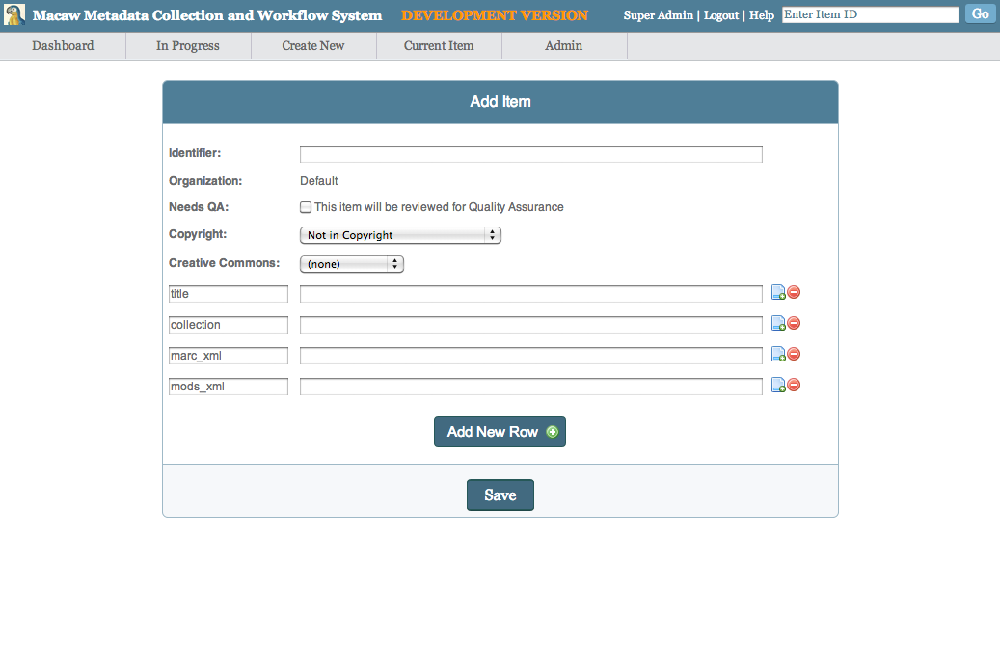 Macaw Metadata Collection and Workflow System DEVELOPMENT VERSION Super Admin | Logout | Help Enter Item ID Go
Dashboard In Progress Create New Current Item Admin
Add Item
Identifier:
Organization: Default
Needs QA: This item will be reviewed for Quality Assurance
Copyright: Not in Copyright
Creative Commons: (none)
title
collection
marc_xml
mods_xml
Add New Row
Save